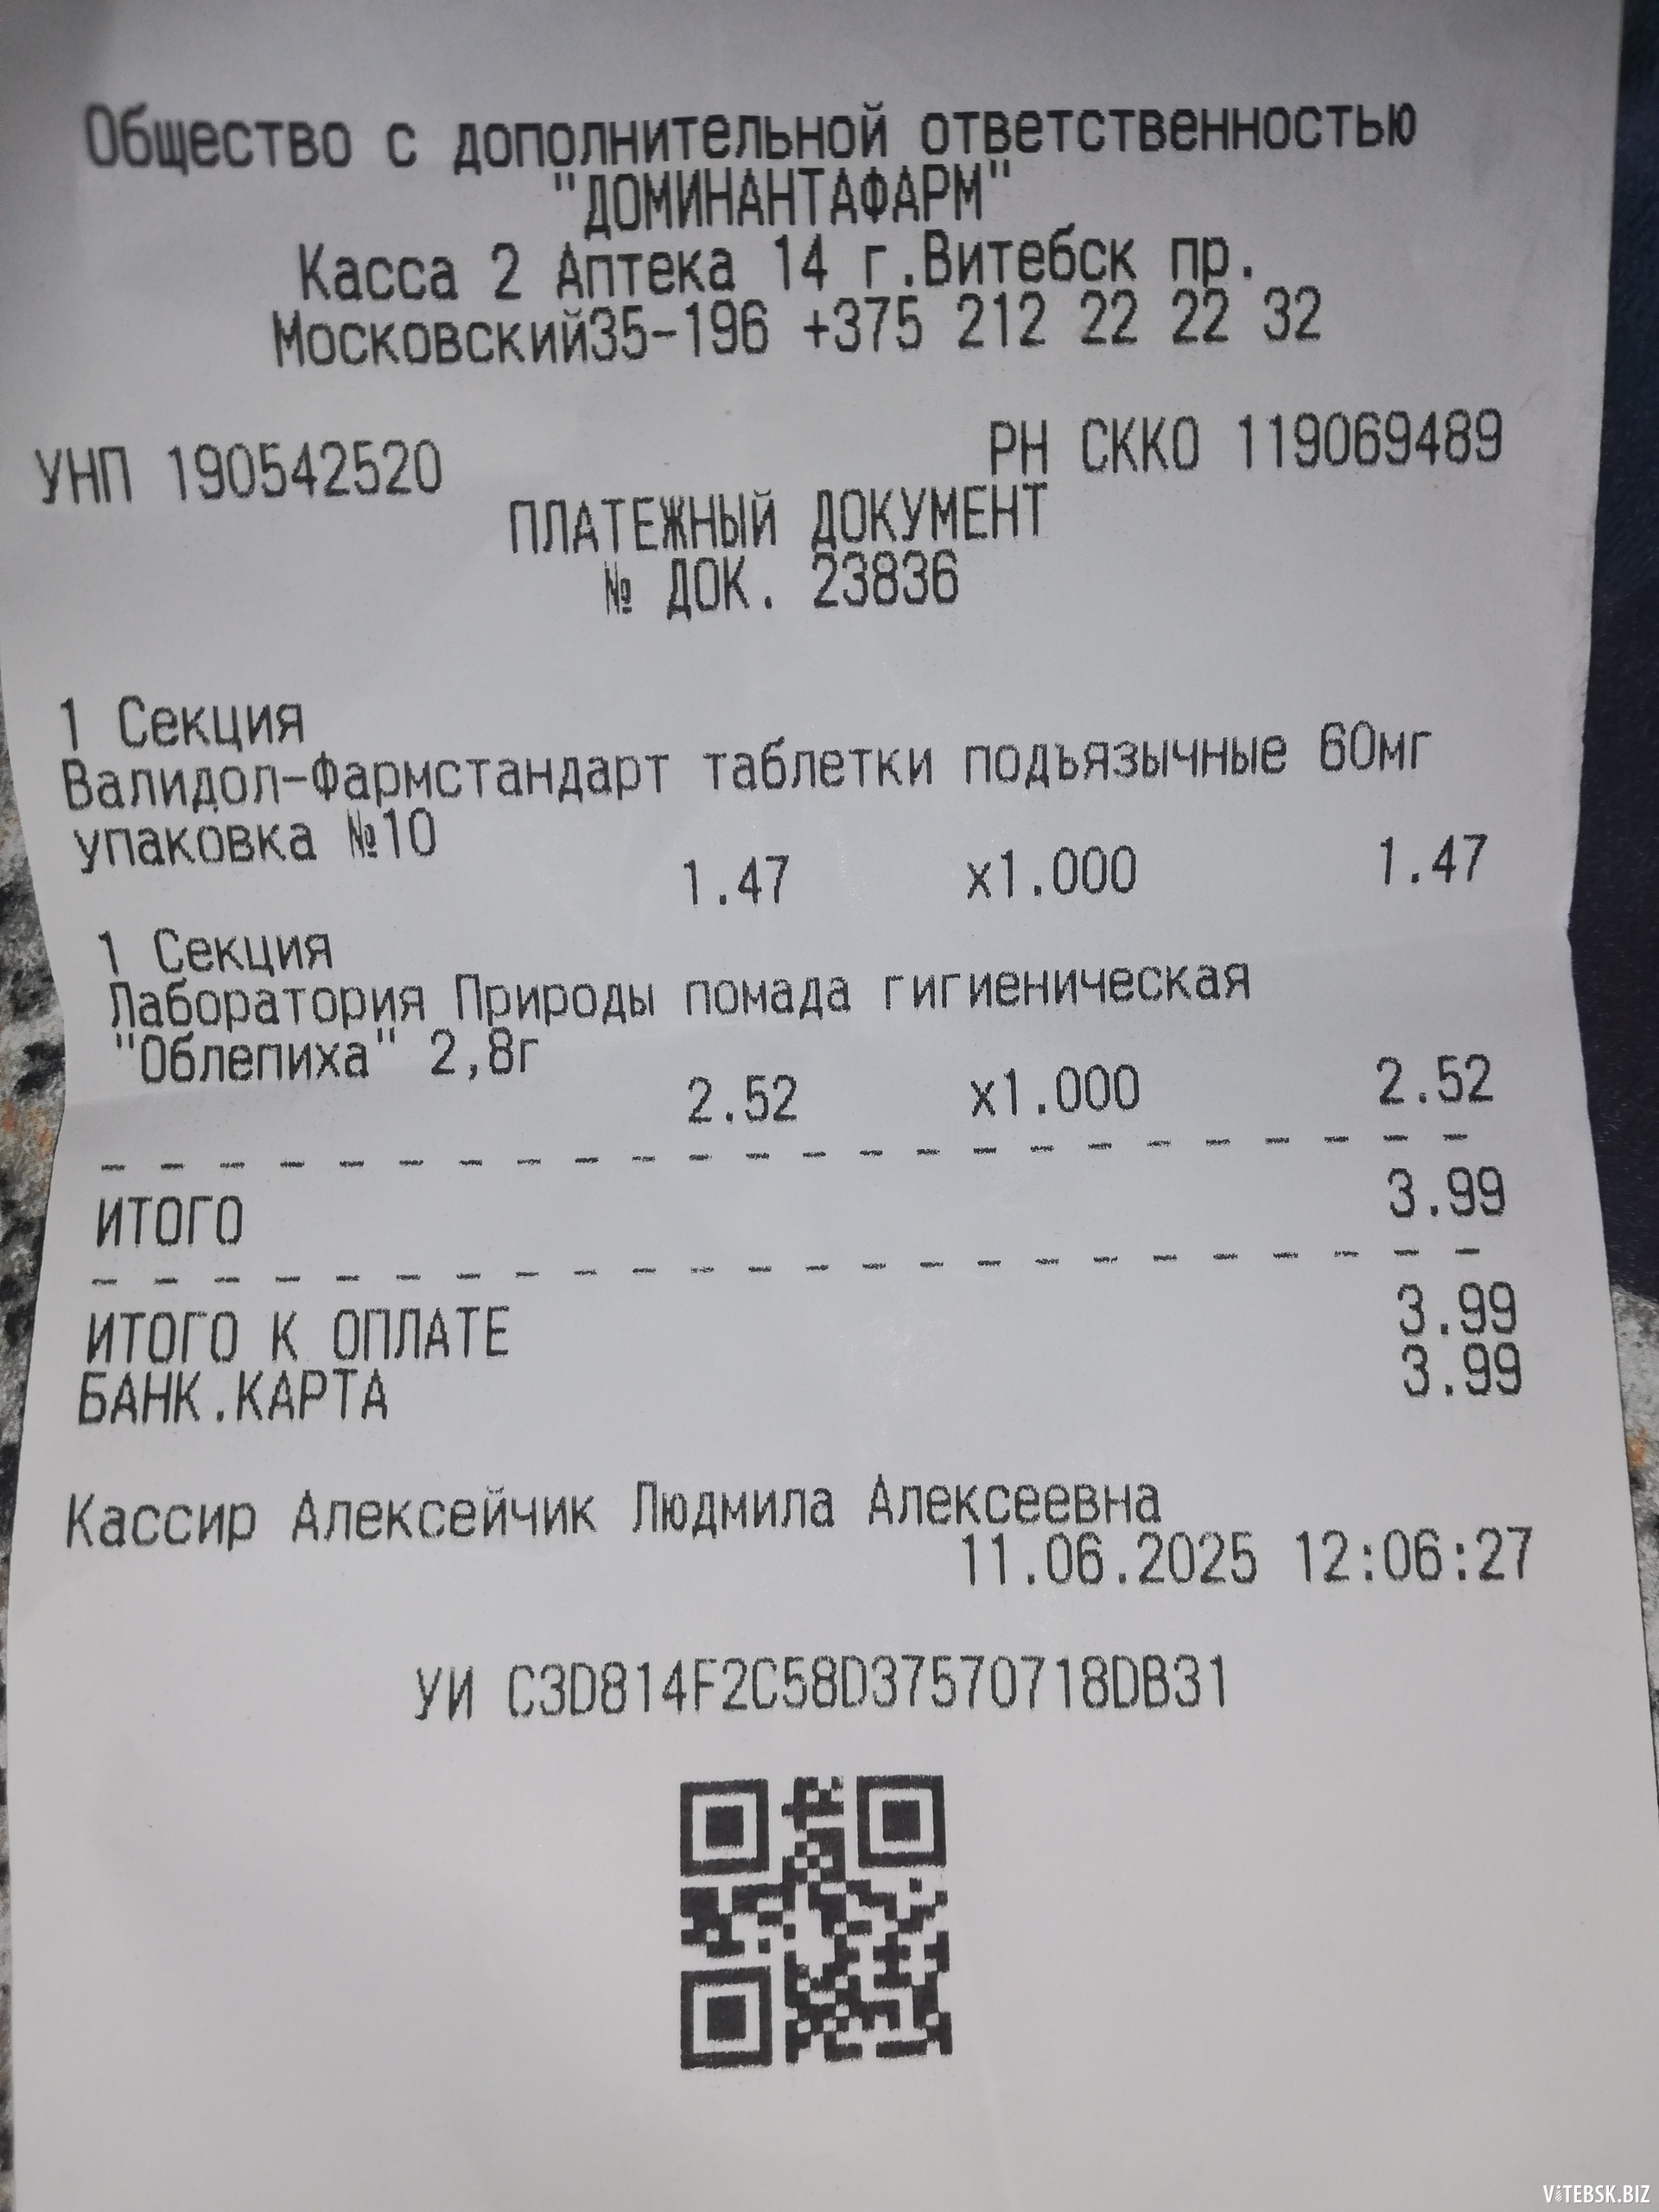 Общество с дополнительной ответственностью
"ДОМИНАНТАФАРМ"
Касса 2 Аптека 14 г.Витебск пр.
Московский35-196 +375 212 22 22 32
УНП 190542520 РН СККО 119069489
ПЛАТЕЖНЫЙ ДОКУМЕНТ
№ ДОК. 23836
1 Секция
Валидол-Фармстандарт таблетки подъязычные 60мг
упаковка №10
1.47 x1.000 1.47
1 Секция
Лаборатория Природы помада гигиеническая
"Облепиха" 2,8г
2.52 x1.000 2.52
ИТОГО 3.99
ИТОГО К ОПЛАТЕ 3.99
БАНК.КАРТА 3.99
Кассир Алексейчик Людмила Алексеевна
11.06.2025 12:06:27
УИ C3D814F2C58D37570718DB31
VITEBSK.BIZ